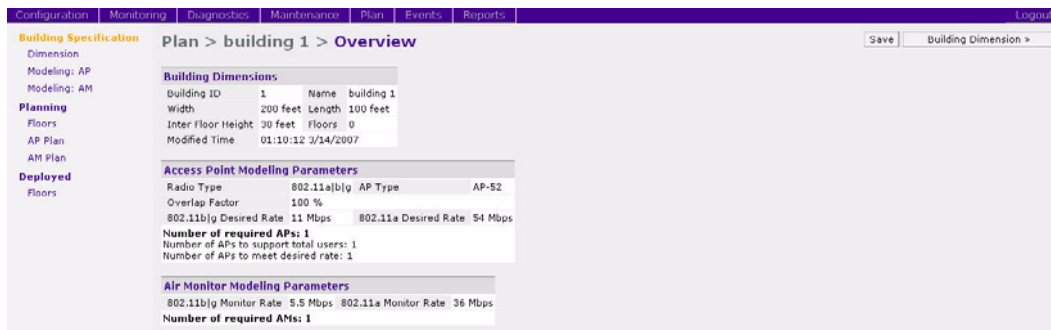 Configuration Monitoring Diagnostics Maintenance Plan Events Reports Logout
Building Specification
Dimension
Modeling: AP
Modeling: AM
Planning
Floors
AP Plan
AM Plan
Deployed
Floors
Plan > building 1 > Overview
Save Building Dimension >
Building Dimensions
Building ID 1 Name building 1
Width 200 feet Length 100 feet
Inter Floor Height 30 feet Floors 0
Modified Time 01:10:12 3/14/2007
Access Point Modeling Parameters
Radio Type 802.11a|b|g AP Type AP-52
Overlap Factor 100 %
802.11b|g Desired Rate 11 Mbps 802.11a Desired Rate 54 Mbps
Number of required APs: 1
Number of APs to support total users: 1
Number of APs to meet desired rate: 1
Air Monitor Modeling Parameters
802.11b|g Monitor Rate 5.5 Mbps 802.11a Monitor Rate 36 Mbps
Number of required AMs: 1